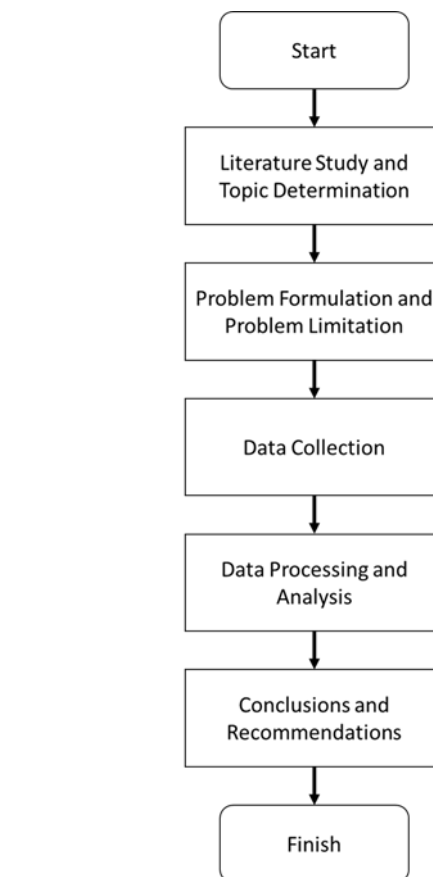 Start
Literature Study and
Topic Determination
Problem Formulation and
Problem Limitation
Data Collection
Data Processing and
Analysis
Conclusions and
Recommendations
Finish